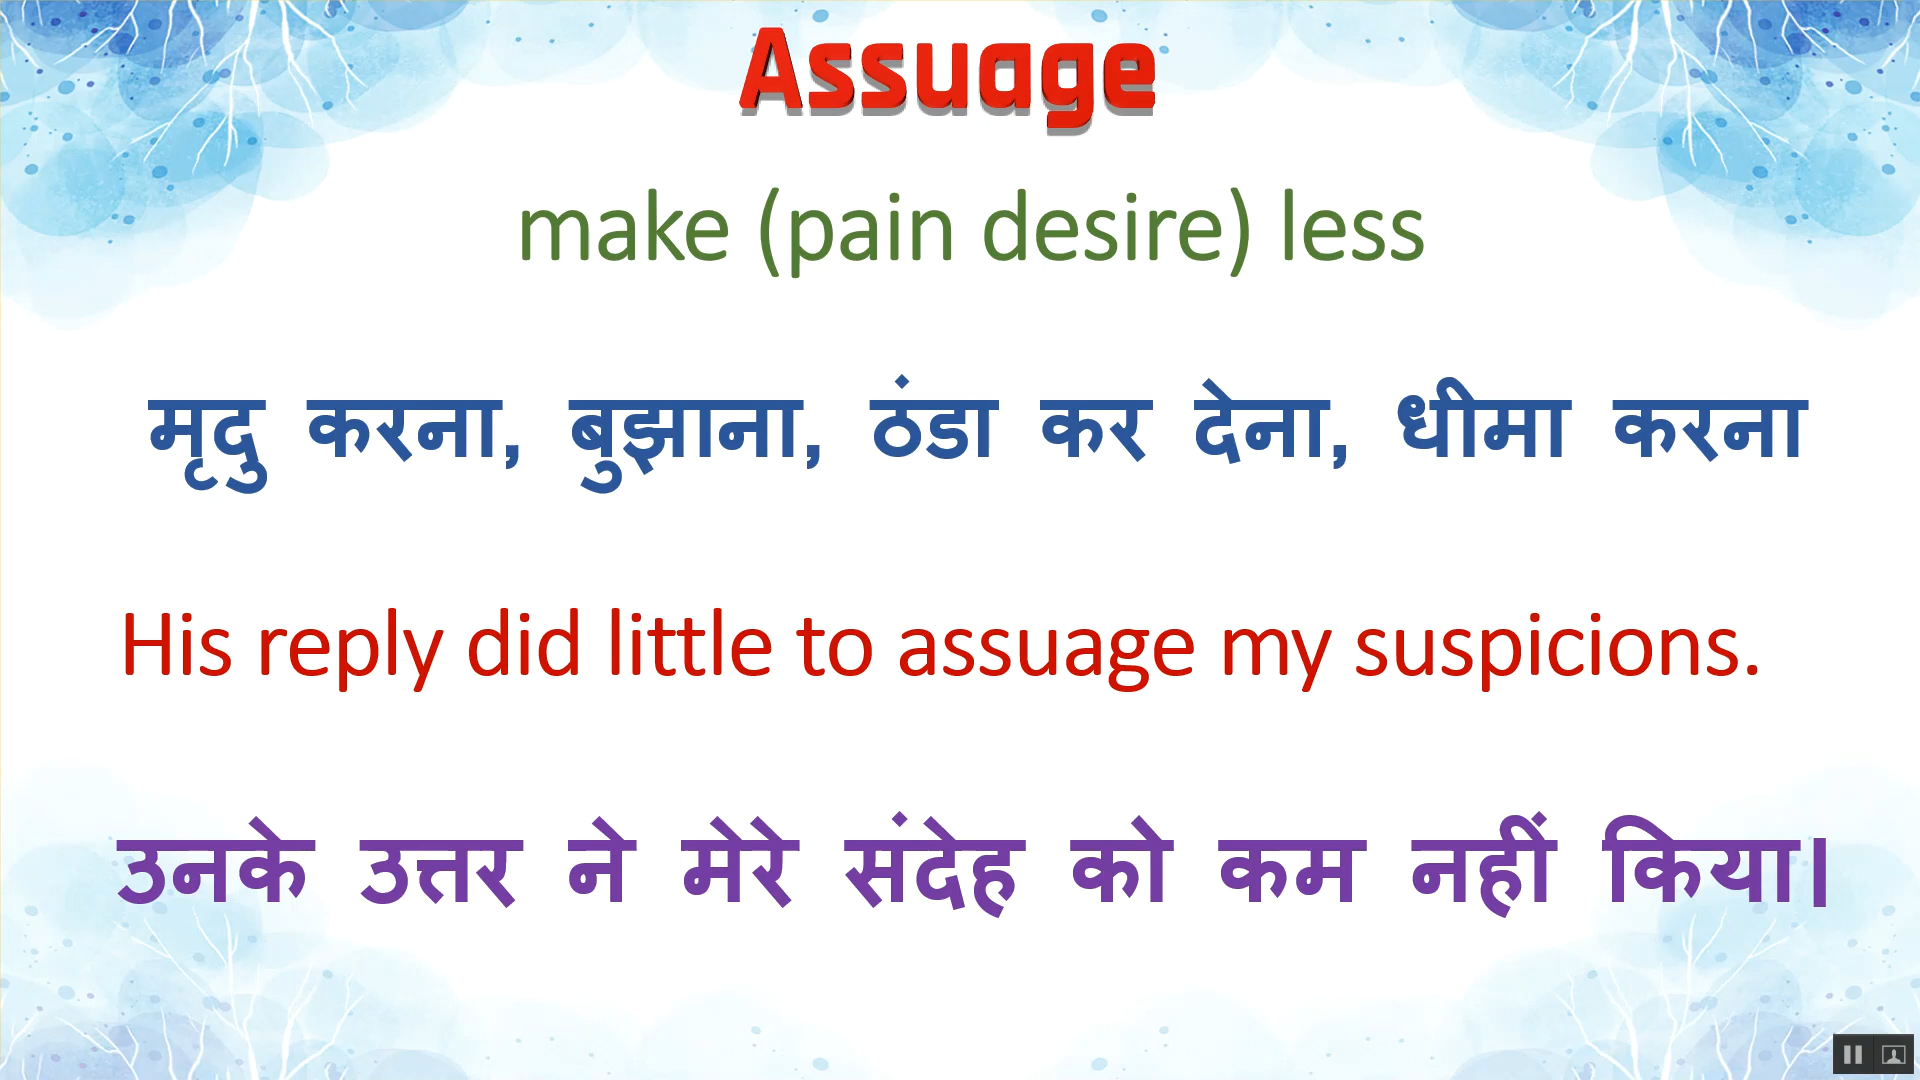 Assuage
make (pain desire) less
मृदु करना, बुझाना, ठंडा कर देना, धीमा करना
His reply did little to assuage my suspicions.
उनके उत्तर ने मेरे संदेह को कम नहीं किया।